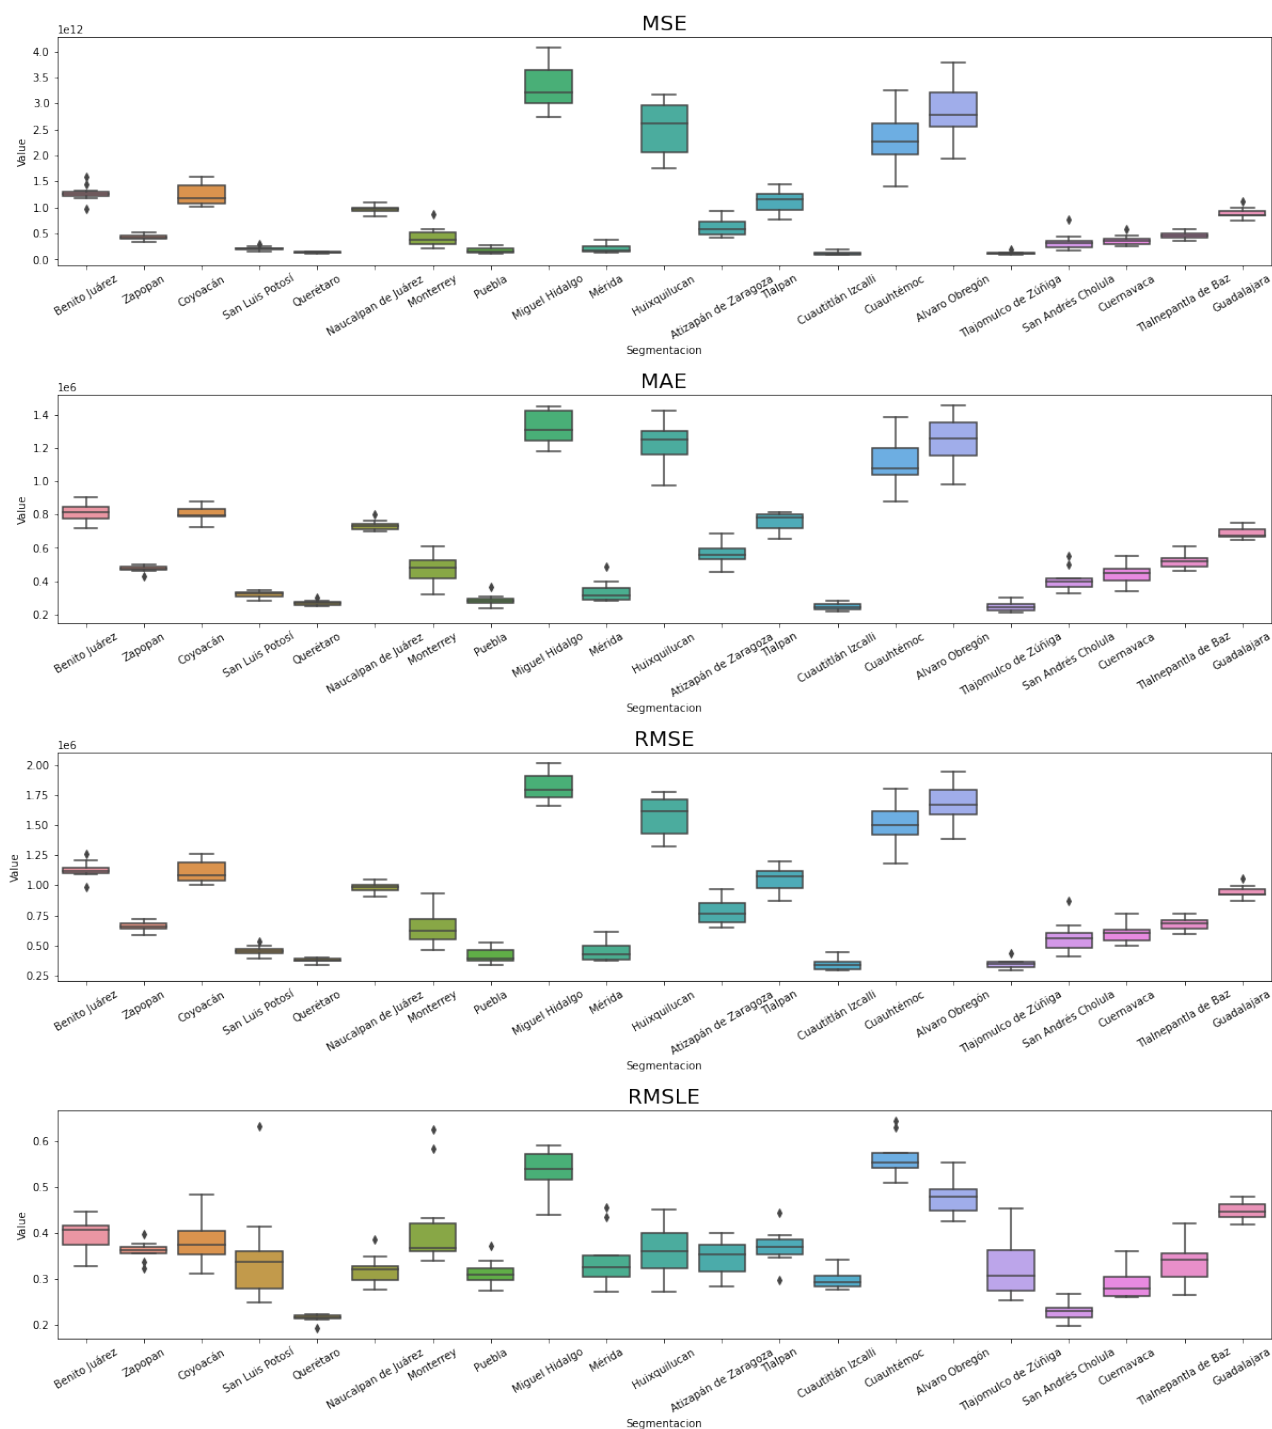 MSE
1e12
4.0
3.5
3.0
2.5
2.0
1.5
1.0
0.5
0.0
Value
Benito Juárez
Zapopan
Coyoacán
San Luis Potosí
Querétaro
Naucalpan de Juárez
Monterrey
Puebla
Miguel Hidalgo
Mérida
Huixquilucan
Atizapán de Zaragoza
Tlalpan
Cuautitlán Izcalli
Cuauhtémoc
Alvaro Obregón
Tlajomulco de Zúñiga
San Andrés Cholula
Cuernavaca
Tlalnepantla de Baz
Guadalajara
Segmentacion
MAE
1e6
1.4
1.2
1.0
0.8
0.6
0.4
0.2
Value
Benito Juárez
Zapopan
Coyoacán
San Luis Potosí
Querétaro
Naucalpan de Juárez
Monterrey
Puebla
Miguel Hidalgo
Mérida
Huixquilucan
Atizapán de Zaragoza
Tlalpan
Cuautitlán Izcalli
Cuauhtémoc
Alvaro Obregón
Tlajomulco de Zúñiga
San Andrés Cholula
Cuernavaca
Tlalnepantla de Baz
Guadalajara
Segmentacion
RMSE
1e6
2.00
1.75
1.50
1.25
1.00
0.75
0.50
0.25
Value
Benito Juárez
Zapopan
Coyoacán
San Luis Potosí
Querétaro
Naucalpan de Juárez
Monterrey
Puebla
Miguel Hidalgo
Mérida
Huixquilucan
Atizapán de Zaragoza
Tlalpan
Cuautitlán Izcalli
Cuauhtémoc
Alvaro Obregón
Tlajomulco de Zúñiga
San Andrés Cholula
Cuernavaca
Tlalnepantla de Baz
Guadalajara
Segmentacion
RMSLE
0.6
0.5
0.4
0.3
0.2
Value
Benito Juárez
Zapopan
Coyoacán
San Luis Potosí
Querétaro
Naucalpan de Juárez
Monterrey
Puebla
Miguel Hidalgo
Mérida
Huixquilucan
Atizapán de Zaragoza
Tlalpan
Cuautitlán Izcalli
Cuauhtémoc
Alvaro Obregón
Tlajomulco de Zúñiga
San Andrés Cholula
Cuernavaca
Tlalnepantla de Baz
Guadalajara
Segmentacion